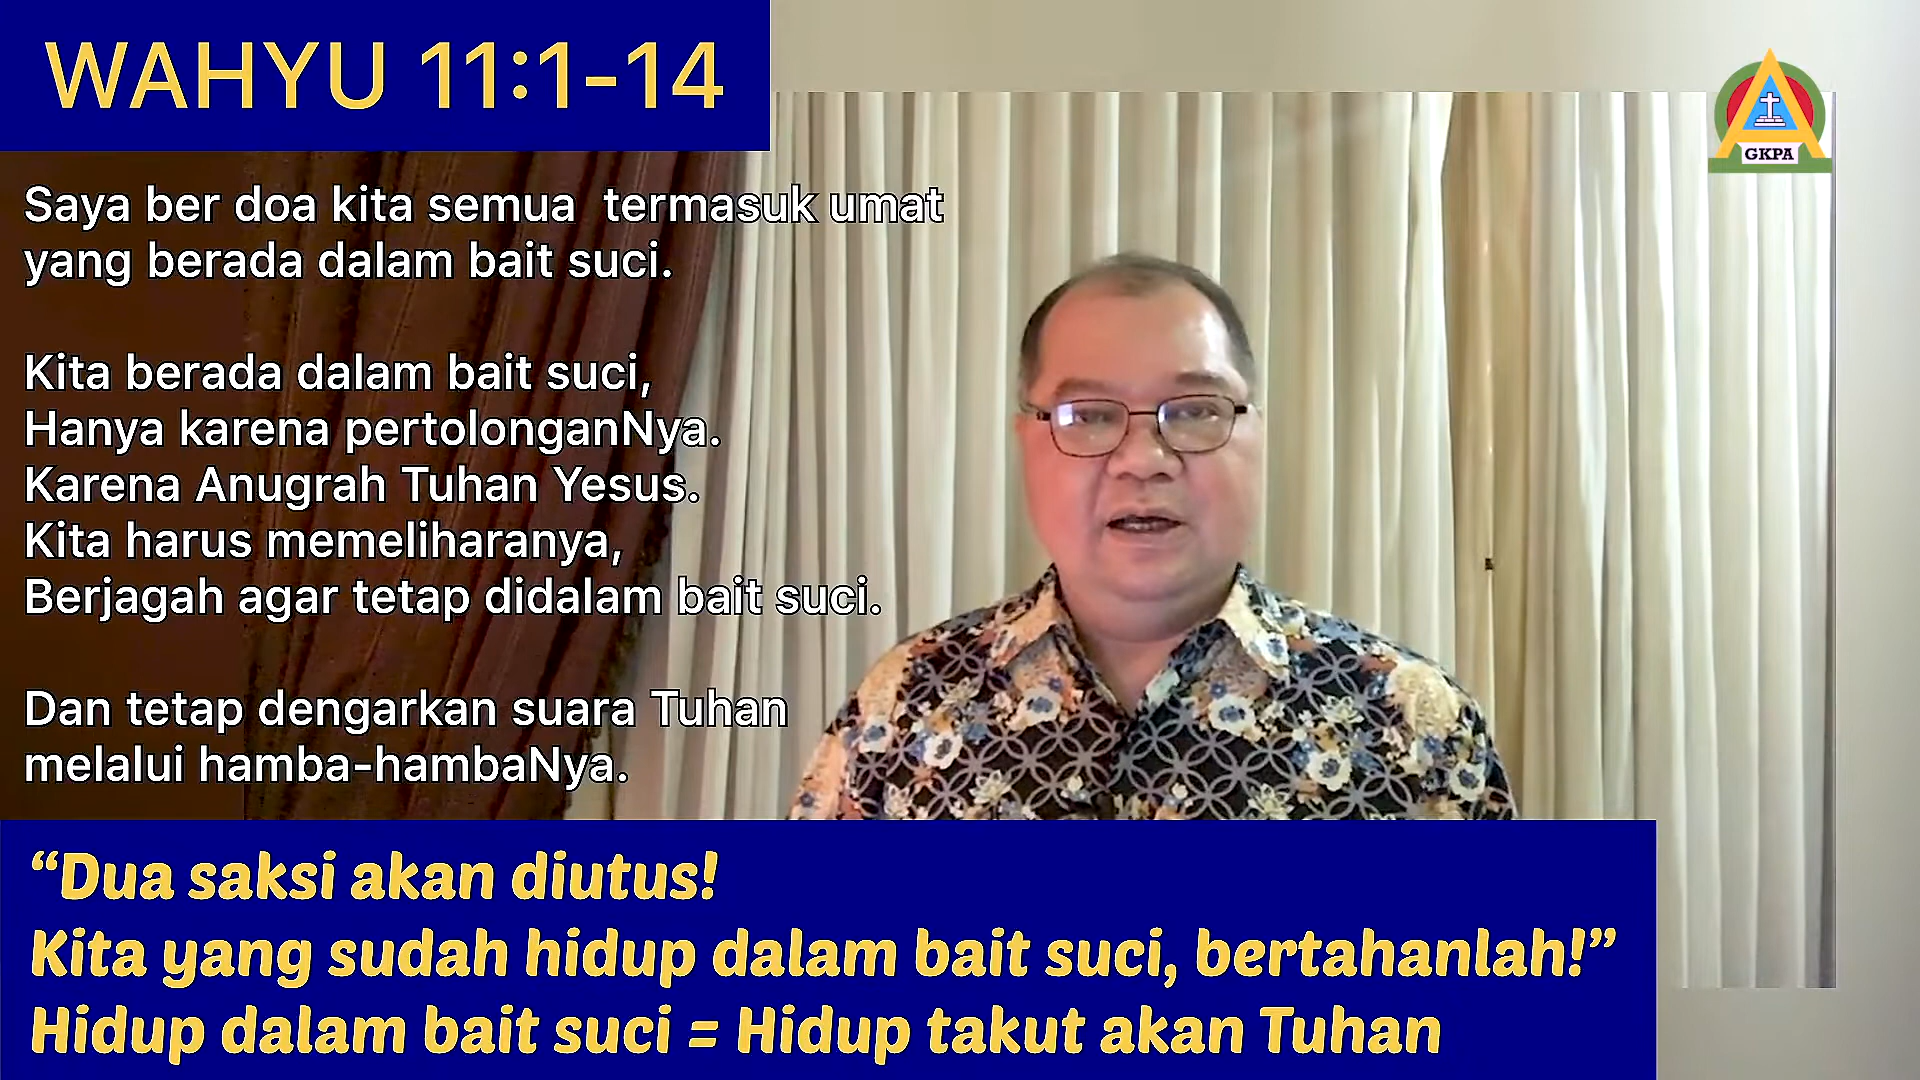 WAHYU 11:1-14
GKPA
Saya ber doa kita semua  termasuk umat
yang berada dalam bait suci.
Kita berada dalam bait suci,
Hanya karena pertolonganNya.
Karena Anugrah Tuhan Yesus.
Kita harus memeliharanya,
Berjagah agar tetap didalam bait suci.
Dan tetap dengarkan suara Tuhan
melalui hamba-hambaNya.
“Dua saksi akan diutus!
Kita yang sudah hidup dalam bait suci, bertahanlah!”
Hidup dalam bait suci = Hidup takut akan Tuhan